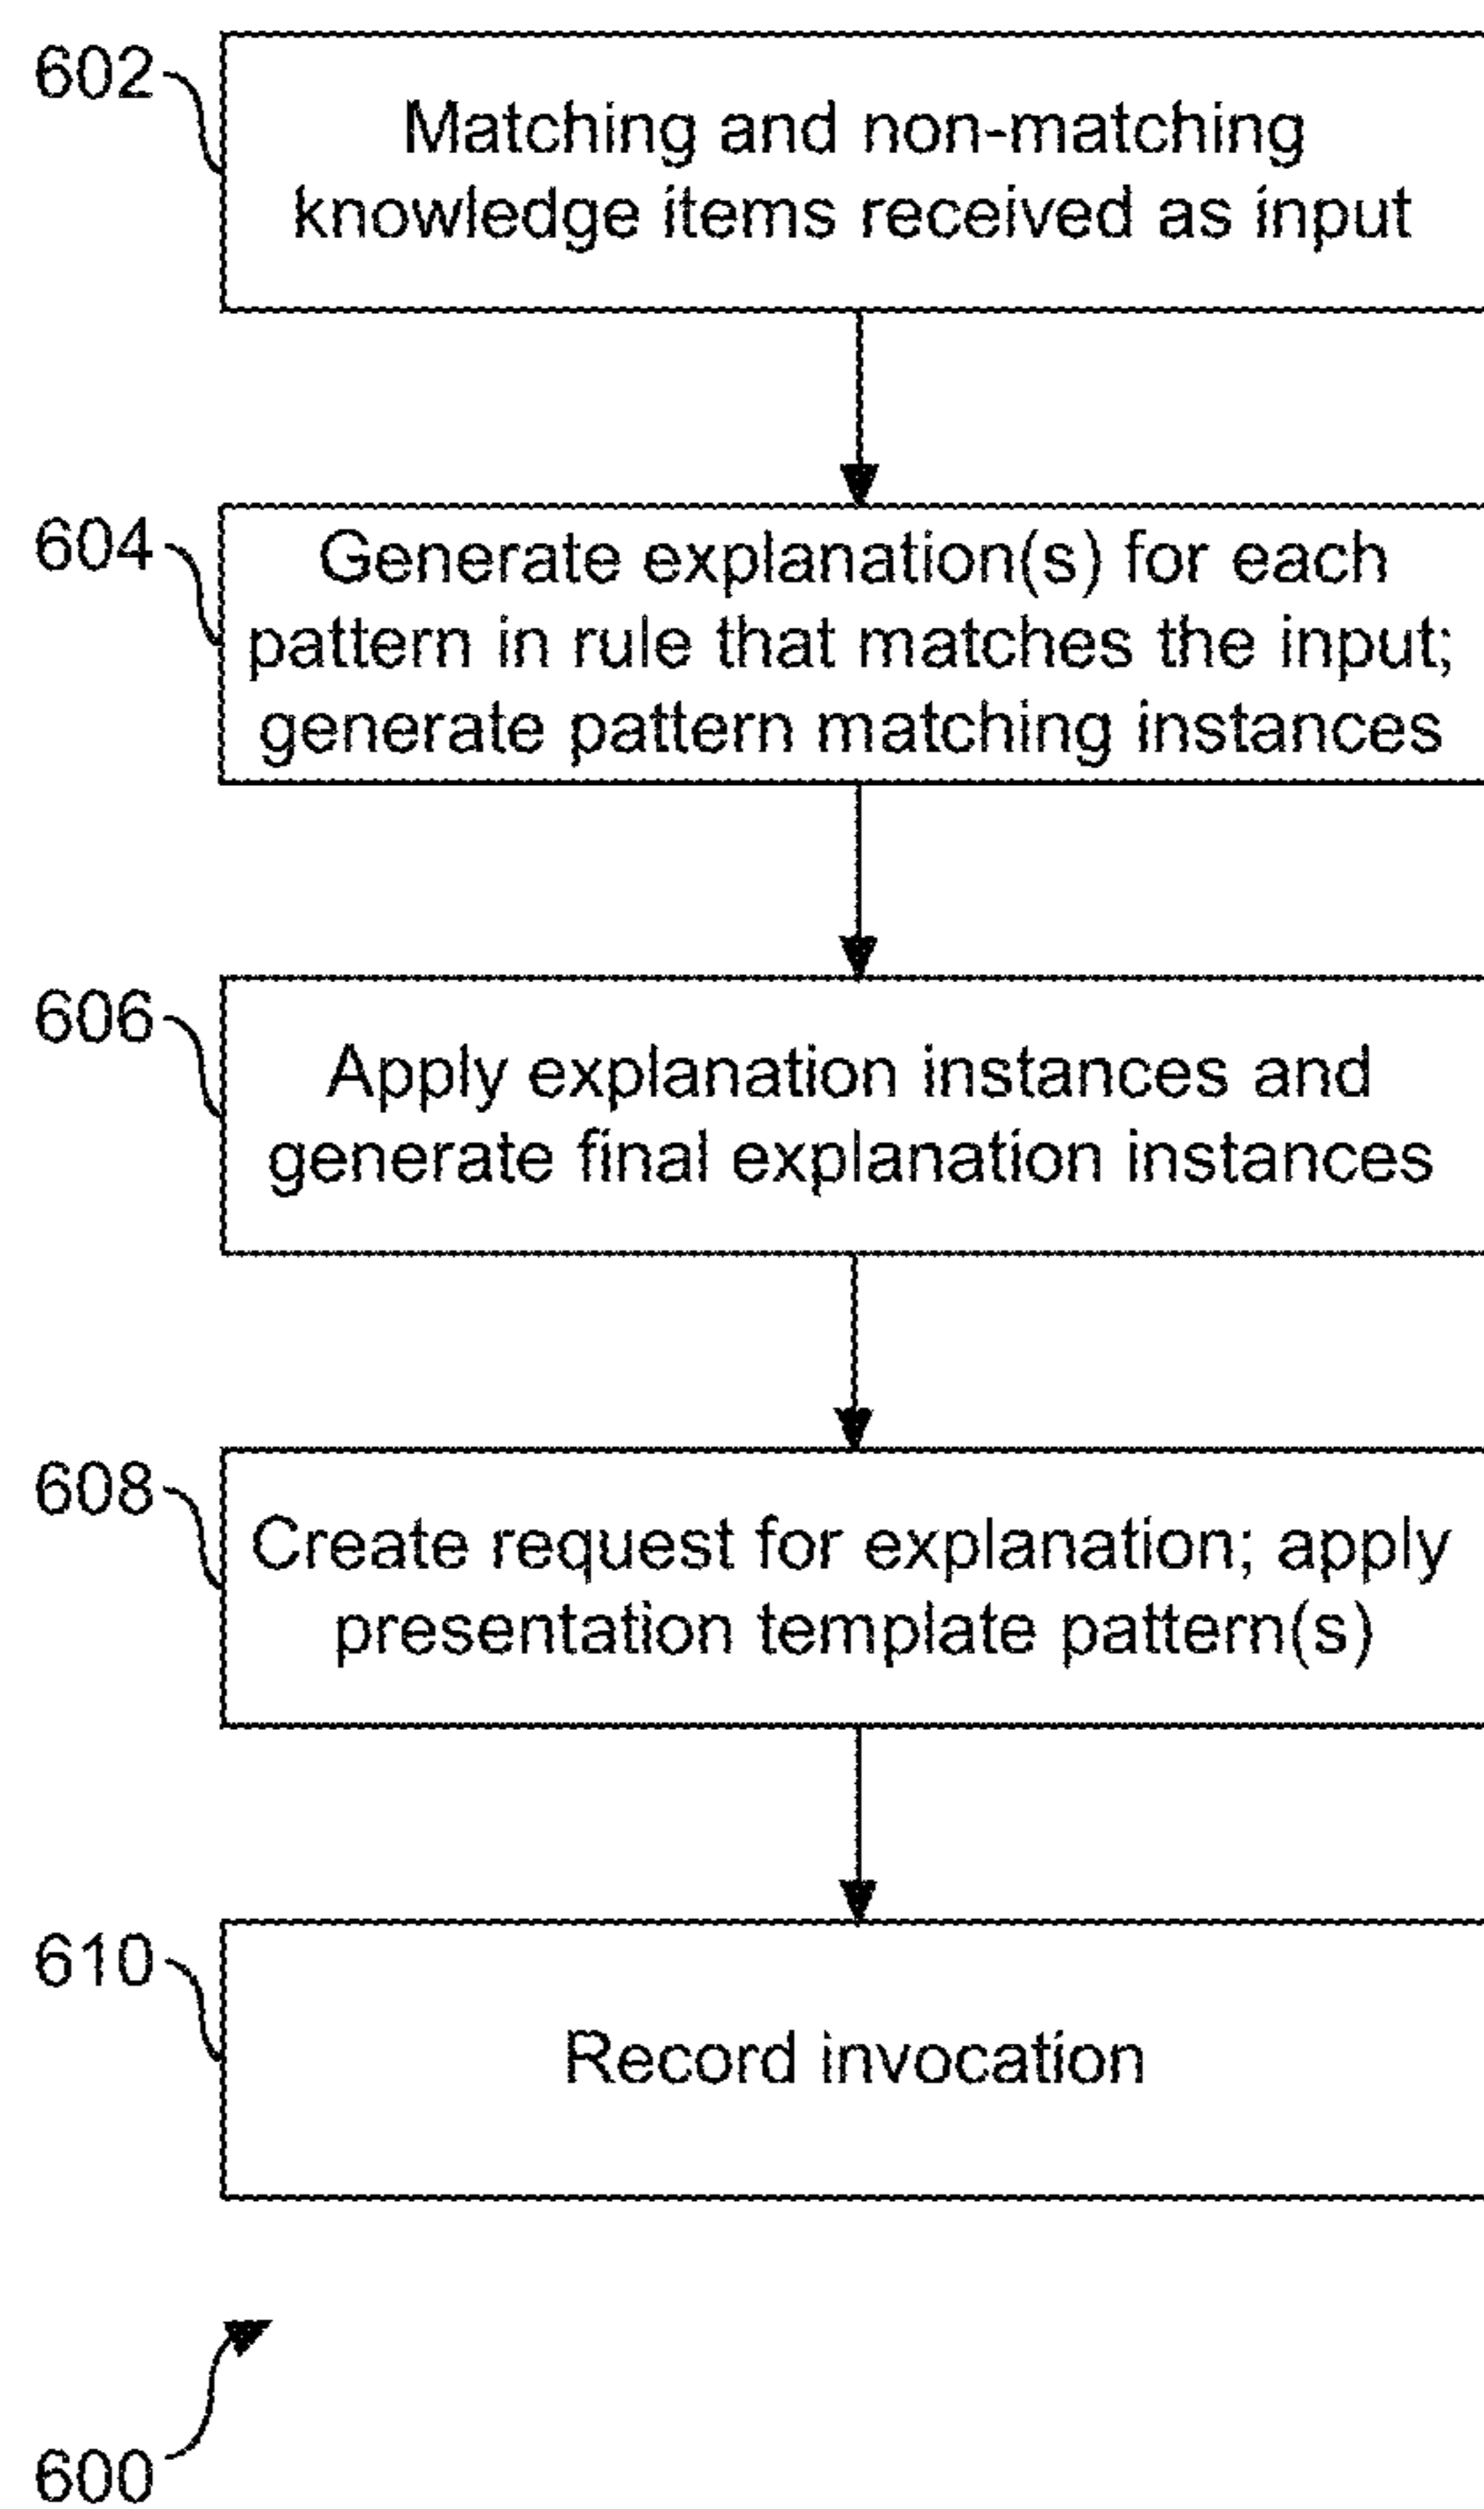 602
Matching and non-matching
knowledge items received as input
604
Generate explanation(s) for each
pattern in rule that matches the input;
generate pattern matching instances
606
Apply explanation instances and
generate final explanation instances
608
Create request for explanation; apply
presentation template pattern(s)
610
Record invocation
600